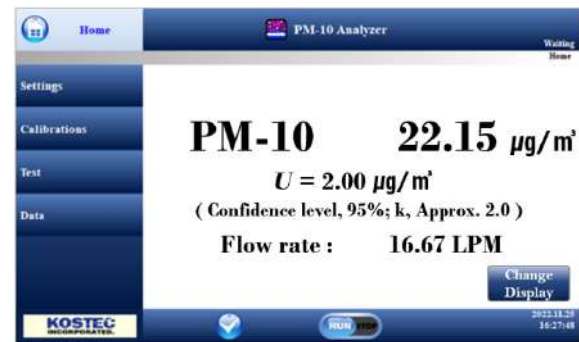 Home
PM-10 Analyzer
Waiting
Home
Settings
Calibrations
Test
Data
PM-10 22.15 µg/㎥
U = 2.00 µg/㎥
( Confidence level, 95%; k, Approx. 2.0 )
Flow rate : 16.67 LPM
Change
Display
KOSTEC
INCORPORATED.
RUN STOP
2022.11.25
16:27:48